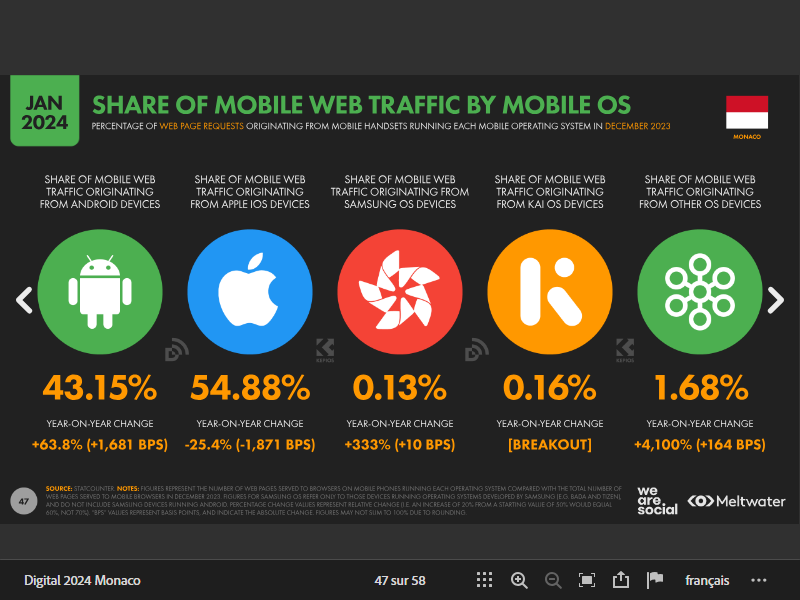 JAN
2024
SHARE OF MOBILE WEB TRAFFIC BY MOBILE OS
PERCENTAGE OF WEB PAGE REQUESTS ORIGINATING FROM MOBILE HANDSETS RUNNING EACH MOBILE OPERATING SYSTEM IN DECEMBER 2023
MONACO
SHARE OF MOBILE WEB
TRAFFIC ORIGINATING
FROM ANDROID DEVICES
SHARE OF MOBILE WEB
TRAFFIC ORIGINATING
FROM APPLE IOS DEVICES
SHARE OF MOBILE WEB
TRAFFIC ORIGINATING FROM
SAMSUNG OS DEVICES
SHARE OF MOBILE WEB
TRAFFIC ORIGINATING
FROM KAI OS DEVICES
SHARE OF MOBILE WEB
TRAFFIC ORIGINATING
FROM OTHER OS DEVICES
KEPIOS
KEPIOS
43.15%
54.88%
0.13%
0.16%
1.68%
YEAR-ON-YEAR CHANGE
YEAR-ON-YEAR CHANGE
YEAR-ON-YEAR CHANGE
YEAR-ON-YEAR CHANGE
YEAR-ON-YEAR CHANGE
+63.8% (+1,681 BPS)
-25.4% (-1,871 BPS)
+333% (+10 BPS)
[BREAKOUT]
+4,100% (+164 BPS)
47
SOURCE: STATCOUNTER. NOTES: FIGURES REPRESENT THE NUMBER OF WEB PAGES SERVED TO BROWSERS ON MOBILE PHONES RUNNING EACH OPERATING SYSTEM COMPARED WITH THE TOTAL NUMBER OF
WEB PAGES SERVED TO MOBILE BROWSERS IN DECEMBER 2023. FIGURES FOR SAMSUNG OS REFER ONLY TO THOSE DEVICES RUNNING OPERATING SYSTEMS DEVELOPED BY SAMSUNG (E.G. BADA AND TIZEN),
AND DO NOT INCLUDE SAMSUNG DEVICES RUNNING ANDROID. PERCENTAGE CHANGE VALUES REPRESENT RELATIVE CHANGE (I.E. AN INCREASE OF 20% FROM A STARTING VALUE OF 50% WOULD EQUAL
60%, NOT 70%). "BPS" VALUES REPRESENT BASIS POINTS, AND INDICATE THE ABSOLUTE CHANGE. FIGURES MAY NOT SUM TO 100% DUE TO ROUNDING.
we
are.
social
Meltwater
Digital 2024 Monaco
47 sur 58
français